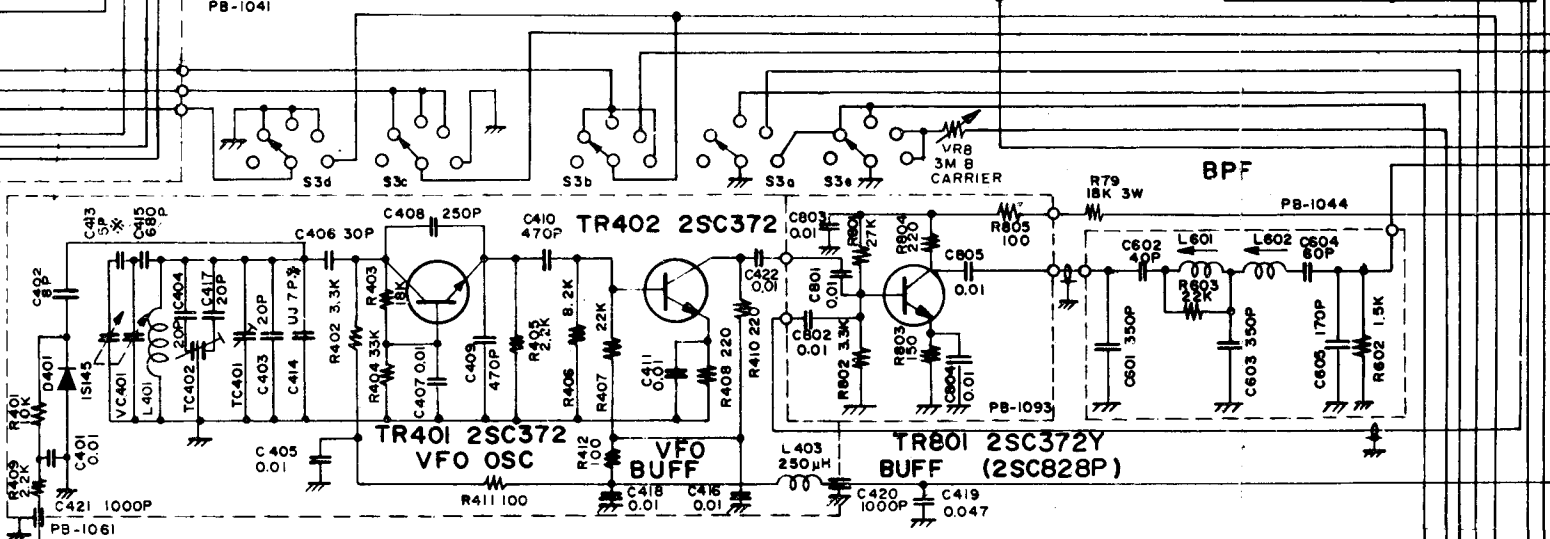 PB-1041
S3d
S3c
S3b
S3a
S3e
VR8
3M B
CARRIER
BPF
R79
18K 3W
PB-1044
C413
5P ※
C415
680P
C406 30P
C408 250P
C410
470P
TR402 2SC372
C803
0.01
R801
27K
R804
220
R805
100
C402
8P
C404
20P
C417
20P
C403 20P
C414 UJ 7P※
R402 3.3K
R403
18K
R404 33K
C407 0.01
C409
470P
R405
2.2K
R406 8.2K
R407 22K
C411
0.01
R408 220
R410 220
C422
0.01
C801
0.01
C802
0.01
R802 3.3K
R803
150
C804
0.01
C805
0.01
PB-1093
C602
40P
L601
L602
C604
60P
R603
22K
C601 350P
C603 350P
C605 170P
R602 1.5K
D401
1S145
VC401
L401
TC402
TC401
R401
10K
C401
0.01
R409
2.2K
C421 1000P
PB-1061
C405
0.01
TR401 2SC372
VFO OSC
R411 100
R412
100
VFO
BUFF
C418
0.01
C416
0.01
L403
250μH
C420
1000P
C419
0.047
TR801 2SC372Y
BUFF (2SC828P)